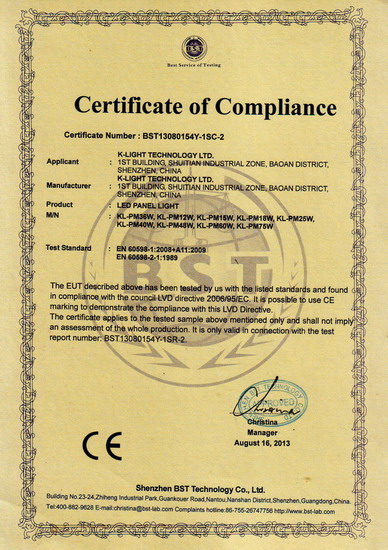 BST
Best Service of Testing
Certificate of Compliance
Certificate Number : BST13080154Y-1SC-2
K-LIGHT TECHNOLOGY LTD.
Applicant : 1ST BUILDING, SHUITIAN INDUSTRIAL ZONE, BAOAN DISTRICT,
SHENZHEN, CHINA
K-LIGHT TECHNOLOGY LTD.
Manufacturer : 1ST BUILDING, SHUITIAN INDUSTRIAL ZONE, BAOAN DISTRICT,
SHENZHEN, CHINA
Product : LED PANEL LIGHT
M/N : KL-PM36W, KL-PM12W, KL-PM15W, KL-PM18W, KL-PM25W,
KL-PM40W, KL-PM48W, KL-PM60W, KL-PM75W
Test Standard : EN 60598-1:2008+A11:2009
EN 60598-2-1:1989
BST
The EUT described above has been tested by us with the listed standards and found
in compliance with the council LVD directive 2006/95/EC. It is possible to use CE
marking to demonstrate the compliance with this LVD Directive.
The certificate applies to the tested sample above mentioned only and shall not imply
an assessment of the whole production. It is only valid in connection with the test
report number: BST13080154Y-1SR-2.
APPROVED
Christina
Manager
August 16, 2013
CE
Shenzhen BST Technology Co., Ltd.
Building No.23-24,Zhiheng Industrial Park,Guankouer Road,Nantou,Nanshan District,Shenzhen,Guangdong,China.
Tel:400-882-9628 E-mail:christina@bst-lab.com Complaints hotline:86-755-26747756 http://www.bst-lab.com